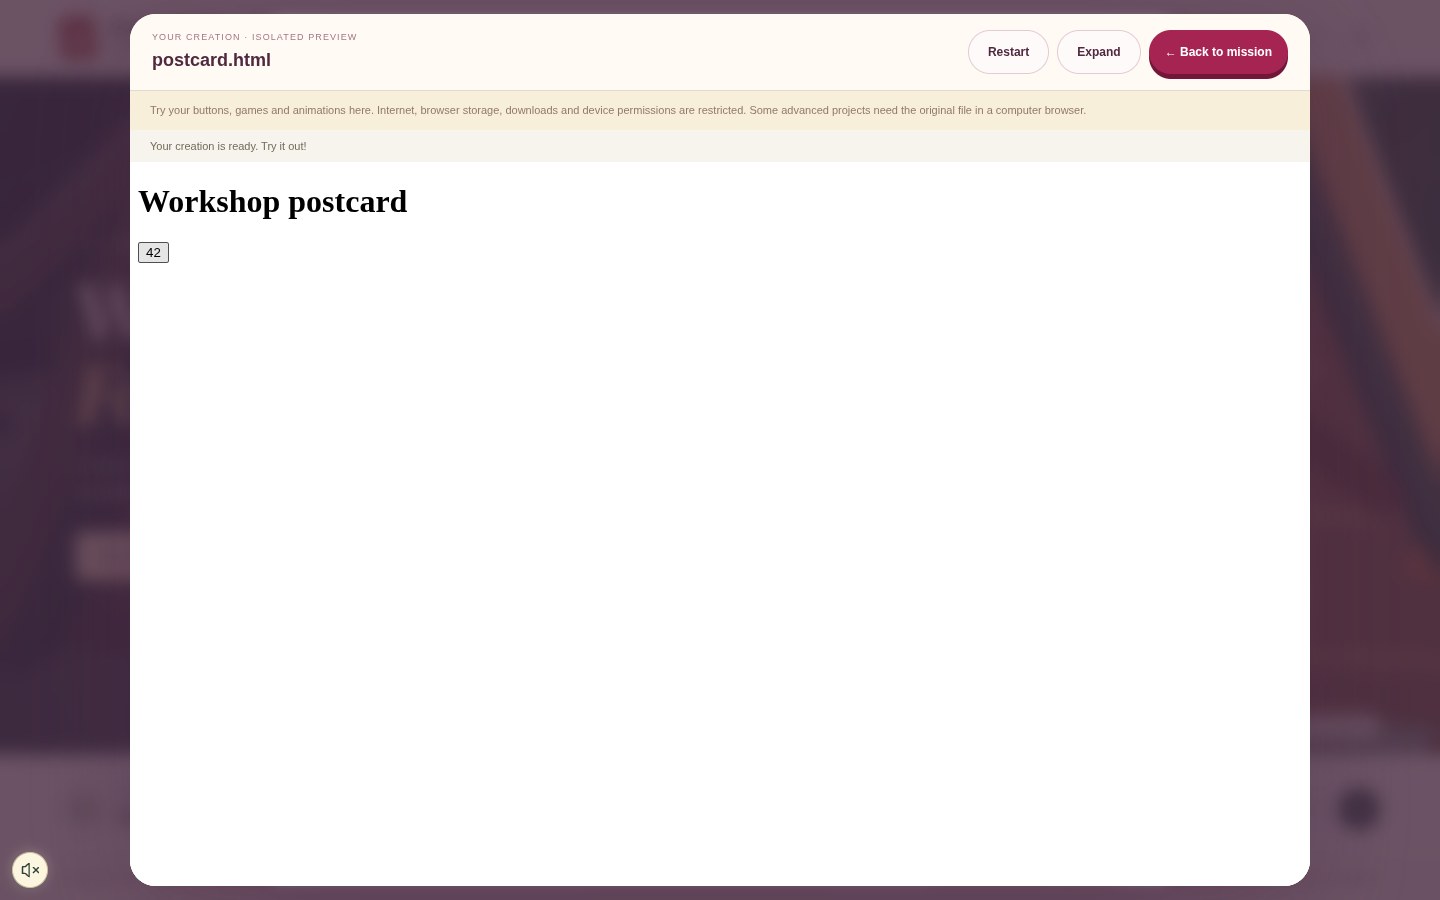 YOUR CREATION · ISOLATED PREVIEW
postcard.html
Restart
Expand
← Back to mission
Try your buttons, games and animations here. Internet, browser storage, downloads and device permissions are restricted. Some advanced projects need the original file in a computer browser.
Your creation is ready. Try it out!
Workshop postcard
42